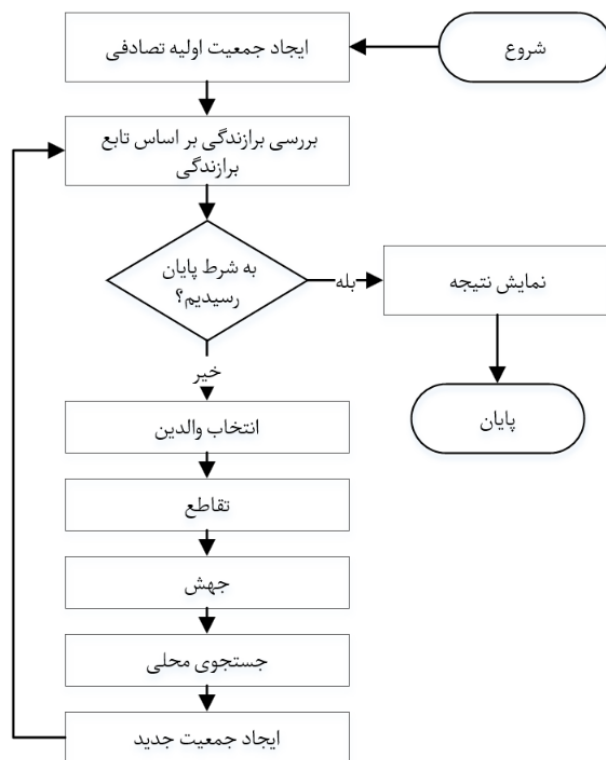 شروع
ایجاد جمعیت اولیه تصادفی
بررسی برازندگی بر اساس تابع
برازندگی
به شرط پایان
رسیدیم؟
بله
نمایش نتیجه
پایان
خیر
انتخاب والدین
تقاطع
جهش
جستجوی محلی
ایجاد جمعیت جدید